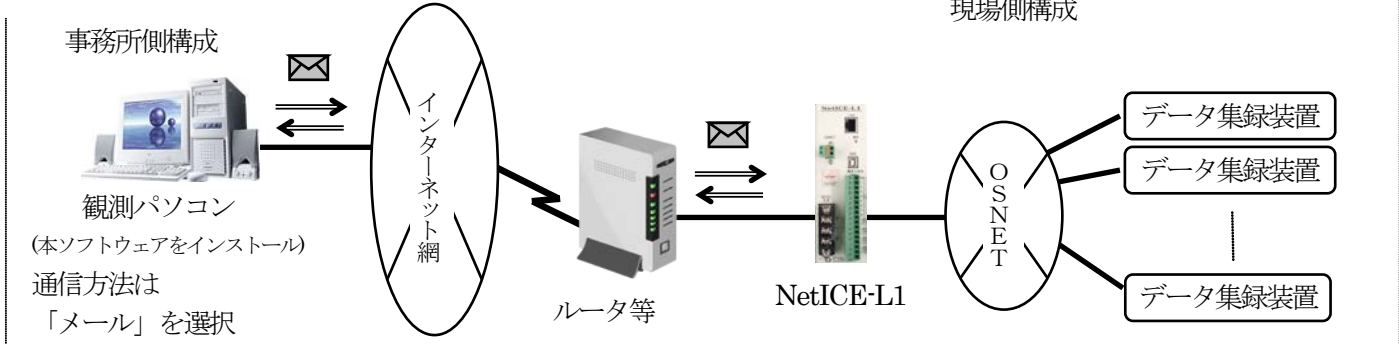 現場側構成
事務所側構成
インターネット網
NetICE-L1
データ集録装置
データ集録装置
OSNET
観測パソコン
(本ソフトウェアをインストール)
通信方法は
「メール」を選択
ルータ等
NetICE-L1
データ集録装置